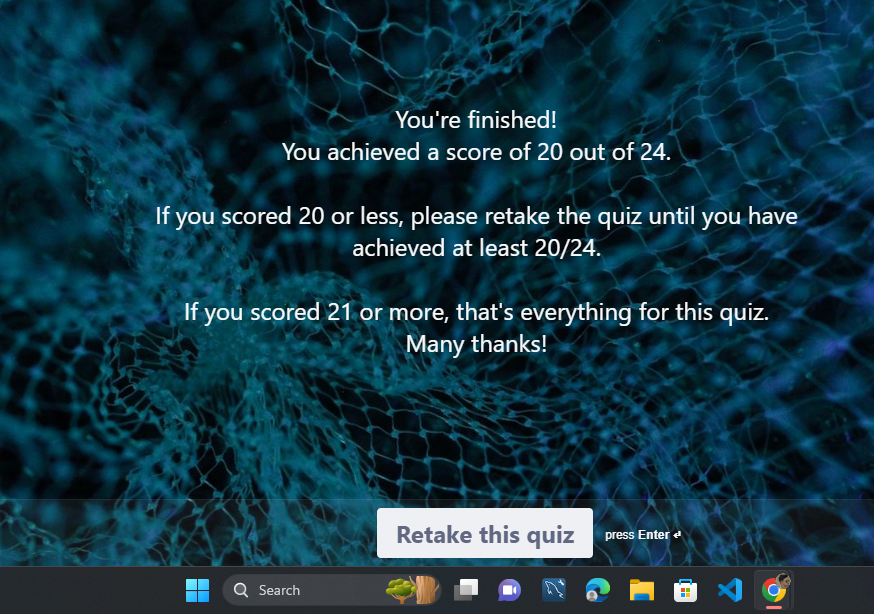 You're finished!
You achieved a score of 20 out of 24.
If you scored 20 or less, please retake the quiz until you have
achieved at least 20/24.
If you scored 21 or more, that's everything for this quiz.
Many thanks!
Retake this quiz
press Enter ↵
Search